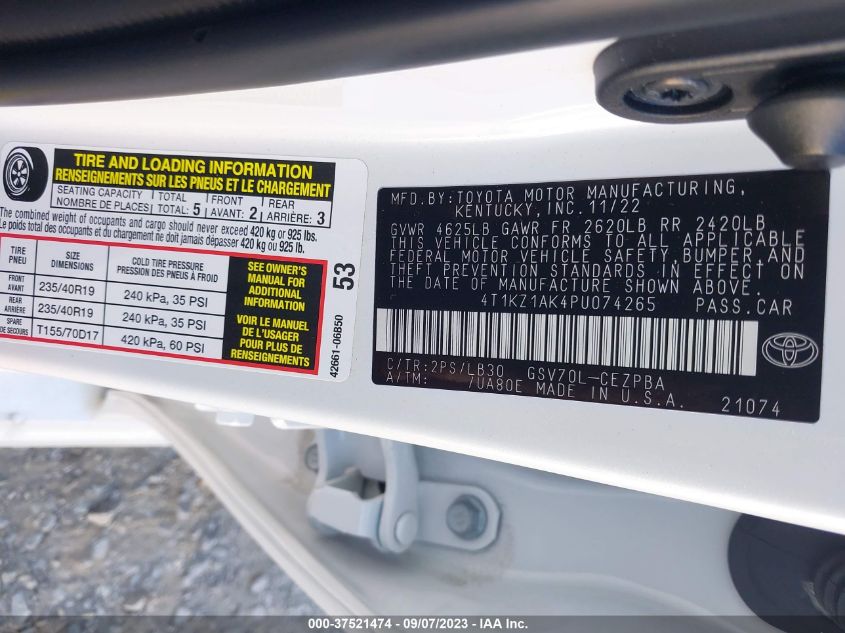 TIRE AND LOADING INFORMATION
RENSEIGNEMENTS SUR LES PNEUS ET LE CHARGEMENT
SEATING CAPACITY TOTAL FRONT REAR
NOMBRE DE PLACES TOTAL: 5 AVANT: 2 ARRIÈRE: 3
The combined weight of occupants and cargo should never exceed 420 kg or 925 lbs.
Le poids total des occupants et du chargement ne doit jamais dépasser 420 kg ou 925 lb.
TIRE SIZE COLD TIRE PRESSURE
PNEU DIMENSIONS PRESSION DES PNEUS À FROID
FRONT
AVANT 235/40R19 240 kPa, 35 PSI
REAR
ARRIÈRE 235/40R19 240 kPa, 35 PSI
SPARE
DE SECOURS T155/70D17 420 kPa, 60 PSI
SEE OWNER'S
MANUAL FOR
ADDITIONAL
INFORMATION
VOIR LE MANUEL
DE L'USAGER
POUR PLUS
D'INFORMATION
53
42661-06B50
MFD.BY:TOYOTA MOTOR MANUFACTURING,
KENTUCKY, INC.11/22
GVWR 4625LB GAWR FR 2620LB RR 2420LB
THIS VEHICLE CONFORMS TO ALL APPLICABLE
FEDERAL MOTOR VEHICLE SAFETY,BUMPER,AND
THEFT PREVENTION STANDARDS IN EFFECT ON
THE DATE OF MANUFACTURE SHOWN ABOVE.
4T1KZ1AK4PU074265 PASS.CAR
C/TR:2PS/LB30 GSV70L-CEZPBA
A/TM: 7UA80E MADE IN U.S.A. 21074
000-37521474 - 09/07/2023 - IAA Inc.